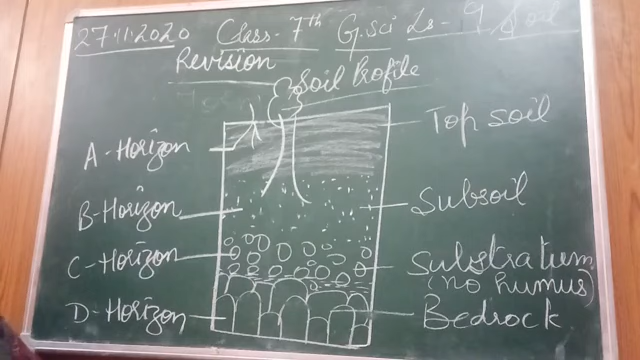 27.11.2020 Class- 7th G.Sci Ls- 9 Soil
Revision
Soil Profile
Top soil
A-Horizon
B-Horizon
Subsoil
C-Horizon
Substratum
(no humus)
D-Horizon
Bedrock